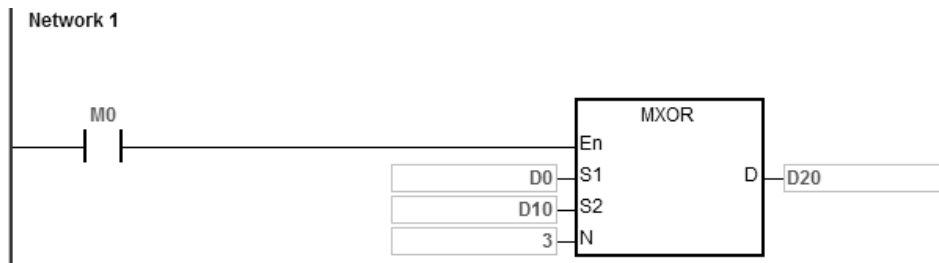 Network 1
M0
MXOR
En
D0 S1 D D20
D10 S2
3 N